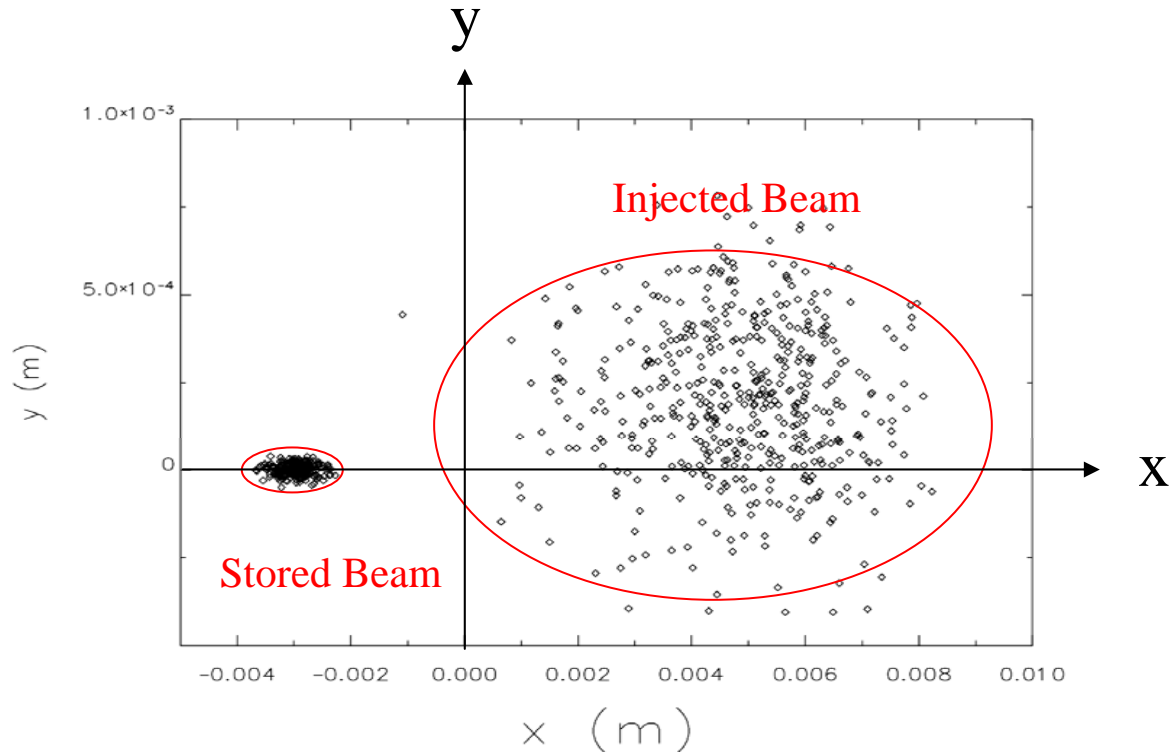 y
1.0×10⁻³
Injected Beam
5.0×10⁻⁴
y (m)
0
x
Stored Beam
-0.004 -0.002 0.000 0.002 0.004 0.006 0.008 0.010
x (m)